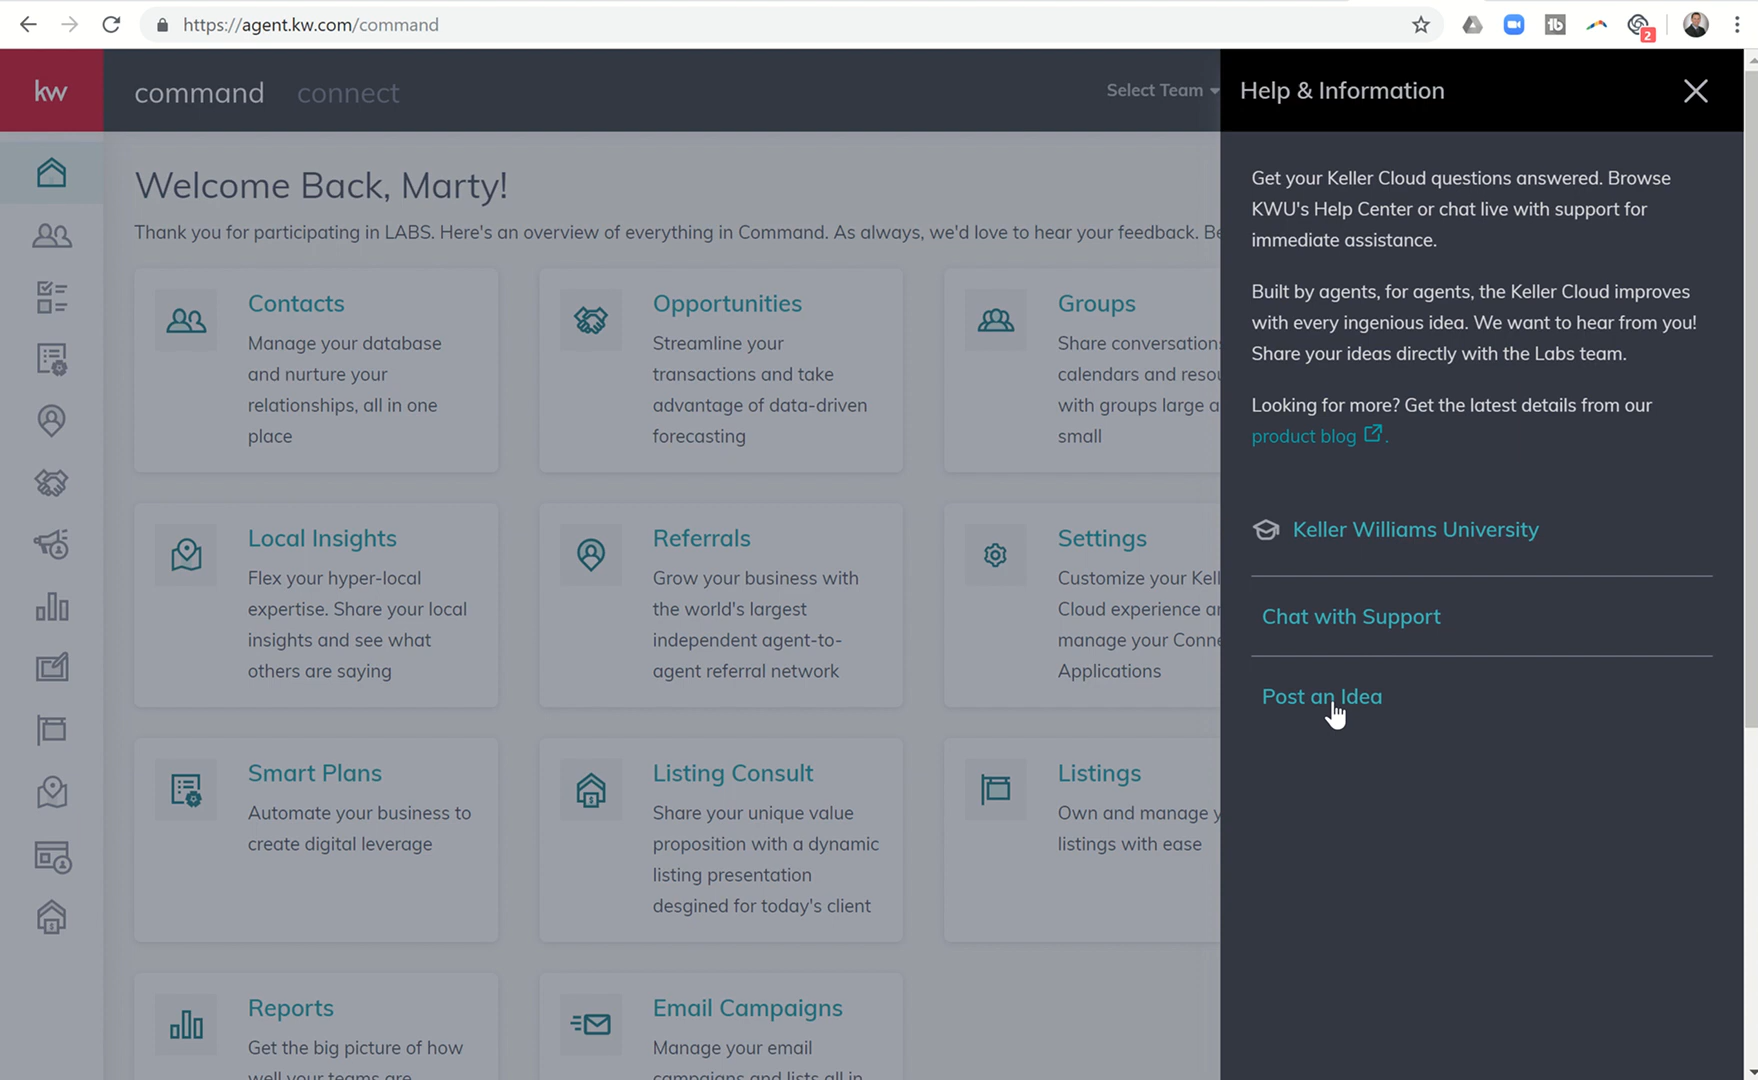 https://agent.kw.com/command
2
kw
command connect
Select Team
Help & Information
Welcome Back, Marty!
Thank you for participating in LABS. Here's an overview of everything in Command. As always, we'd love to hear your feedback. Be
Contacts
Manage your database
and nurture your
relationships, all in one
place
Opportunities
Streamline your
transactions and take
advantage of data-driven
forecasting
Groups
Share conversations
calendars and resou
with groups large a
small
Local Insights
Flex your hyper-local
expertise. Share your local
insights and see what
others are saying
Referrals
Grow your business with
the world's largest
independent agent-to-
agent referral network
Settings
Customize your Kell
Cloud experience a
manage your Conne
Applications
Smart Plans
Automate your business to
create digital leverage
Listing Consult
Share your unique value
proposition with a dynamic
listing presentation
desgined for today's client
Listings
Own and manage y
listings with ease
Reports
Get the big picture of how
well your teams are
Email Campaigns
Manage your email
campaigns and lists all in
Get your Keller Cloud questions answered. Browse
KWU's Help Center or chat live with support for
immediate assistance.
Built by agents, for agents, the Keller Cloud improves
with every ingenious idea. We want to hear from you!
Share your ideas directly with the Labs team.
Looking for more? Get the latest details from our
product blog .
Keller Williams University
Chat with Support
Post an Idea